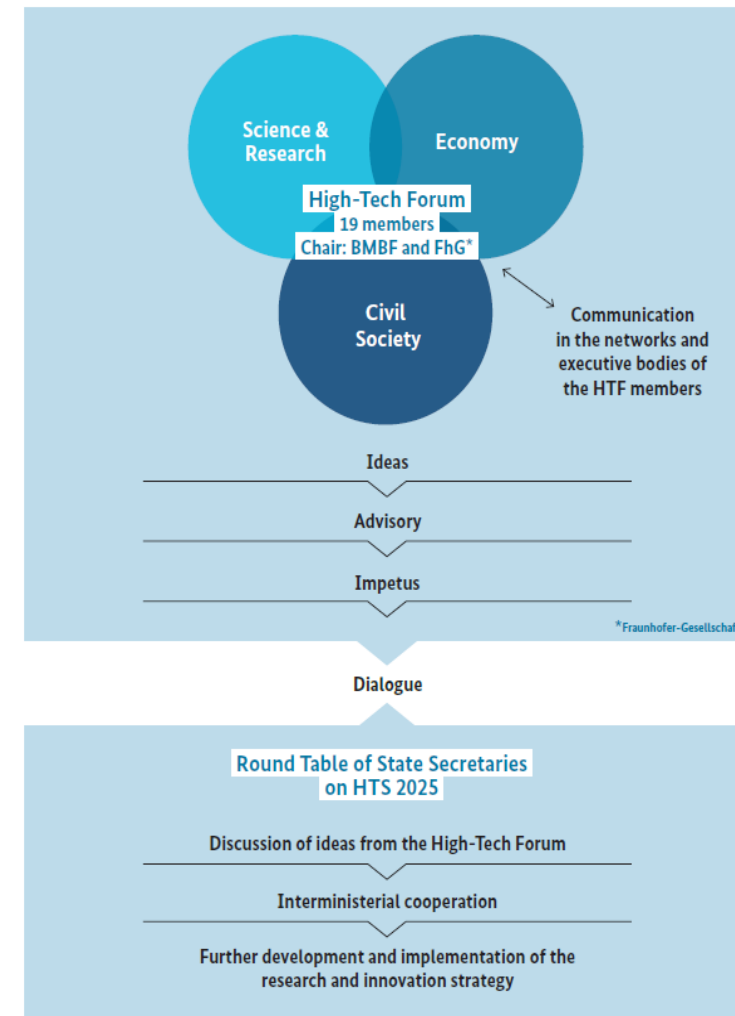 Science &
Research
Economy
High-Tech Forum
19 members
Chair: BMBF and FhG*
Civil
Society
Communication
in the networks and
executive bodies of
the HTF members
Ideas
Advisory
Impetus
*Fraunhofer-Gesellschaf
Dialogue
Round Table of State Secretaries
on HTS 2025
Discussion of ideas from the High-Tech Forum
Interministerial cooperation
Further development and implementation of the
research and innovation strategy